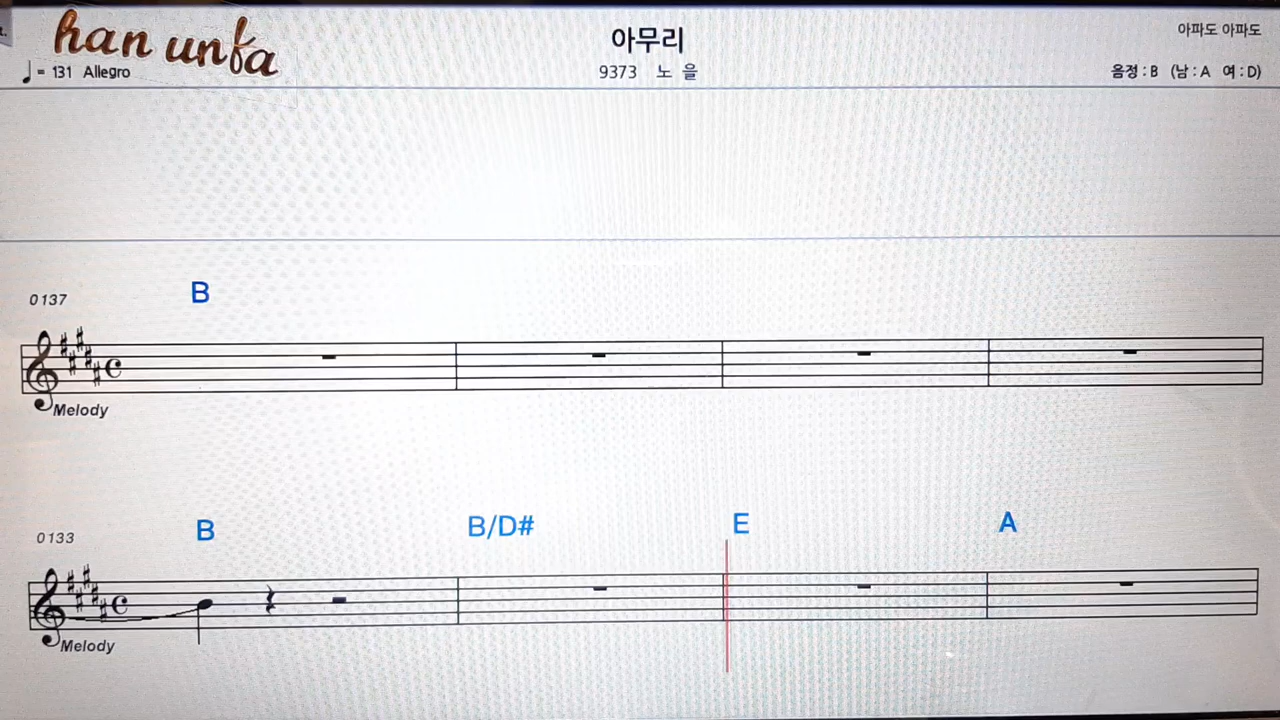 han unfa
아무리
아파도 아파도
♩ = 131 Allegro
9373 노 을
음정 : B (남 : A 여 : D)
0137
B
Melody
0133
B B/D# E A
Melody